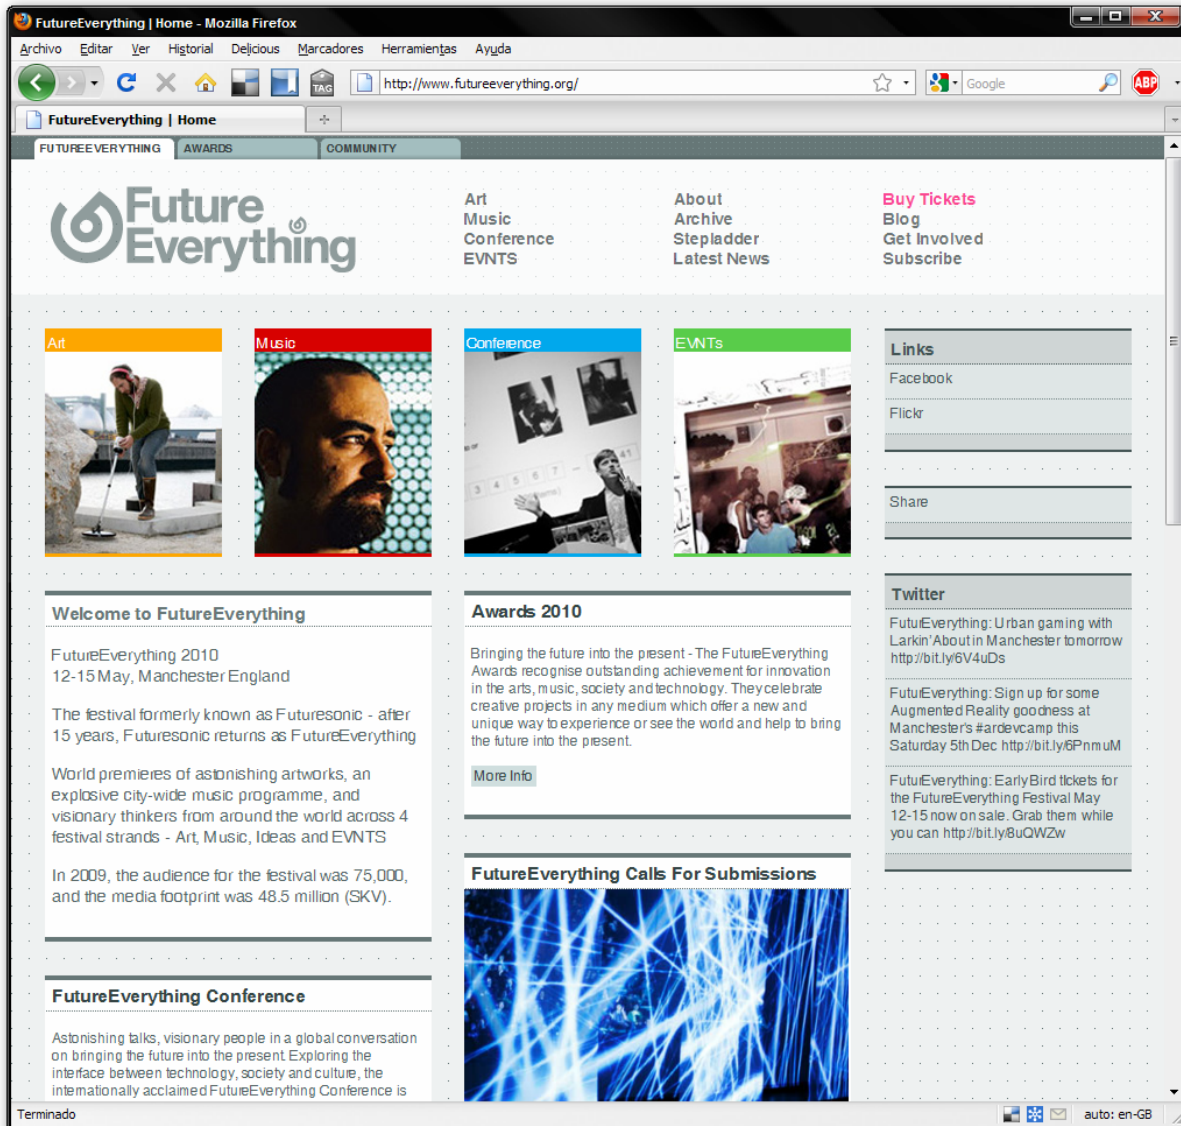 FutureEverything | Home - Mozilla Firefox
Archivo Editar Ver Historial Delicious Marcadores Herramientas Ayuda
TAG http://www.futureeverything.org/ Google ABP
FutureEverything | Home
FUTUREEVERYTHING AWARDS COMMUNITY
Future
Everything
Art
Music
Conference
EVNTS
About
Archive
Stepladder
Latest News
Buy Tickets
Blog
Get Involved
Subscribe
Art
Music
Conference
EVNTs
Welcome to FutureEverything
FutureEverything 2010
12-15 May, Manchester England
The festival formerly known as Futuresonic - after
15 years, Futuresonic returns as FutureEverything
World premieres of astonishing artworks, an
explosive city-wide music programme, and
visionary thinkers from around the world across 4
festival strands - Art, Music, Ideas and EVNTS
In 2009, the audience for the festival was 75,000,
and the media footprint was 48.5 million (SKV).
FutureEverything Conference
Astonishing talks, visionary people in a global conversation
on bringing the future into the present. Exploring the
interface between technology, society and culture, the
internationally acclaimed FutureEverything Conference is
Awards 2010
Bringing the future into the present - The FutureEverything
Awards recognise outstanding achievement for innovation
in the arts, music, society and technology. They celebrate
creative projects in any medium which offer a new and
unique way to experience or see the world and help to bring
the future into the present.
More Info
FutureEverything Calls For Submissions
Links
Facebook
Flickr
Share
Twitter
FuturEverything: Urban gaming with
Larkin'About in Manchester tomorrow
http://bit.ly/6V4uDs
FuturEverything: Sign up for some
Augmented Reality goodness at
Manchester's #ardevcamp this
Saturday 5th Dec http://bit.ly/6PnmuM
FuturEverything: Early Bird tickets for
the FutureEverything Festival May
12-15 now on sale. Grab them while
you can http://bit.ly/8uQWZw
Terminado
auto: en-GB